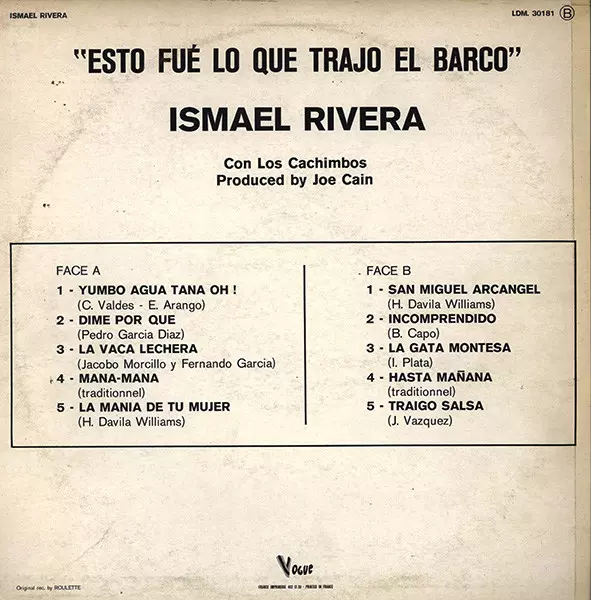 ISMAEL RIVERA
LDM. 30181 B
"ESTO FUÉ LO QUE TRAJO EL BARCO"
ISMAEL RIVERA
Con Los Cachimbos
Produced by Joe Cain
FACE A
1 - YUMBO AGUA TANA OH !
(C. Valdes - E. Arango)
2 - DIME POR QUE
(Pedro Garcia Diaz)
3 - LA VACA LECHERA
(Jacobo Morcillo y Fernando Garcia)
4 - MANA-MANA
(traditionnel)
5 - LA MANIA DE TU MUJER
(H. Davila Williams)
FACE B
1 - SAN MIGUEL ARCANGEL
(H. Davila Williams)
2 - INCOMPRENDIDO
(B. Capo)
3 - LA GATA MONTESA
(I. Plata)
4 - HASTA MAÑANA
(traditionnel)
5 - TRAIGO SALSA
(J. Vazquez)
Original rec. by ROULETTE
Vogue
PRINTED IN FRANCE